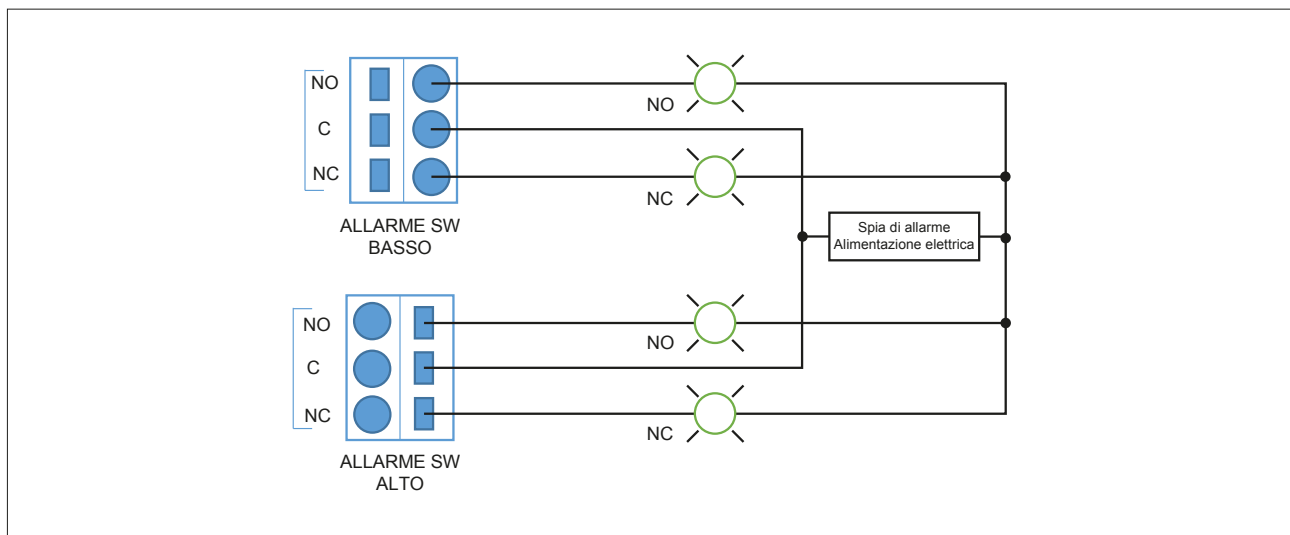 NO
C
NC
NO
NC
ALLARME SW
BASSO
Spia di allarme
Alimentazione elettrica
NO
C
NC
NO
NC
ALLARME SW
ALTO